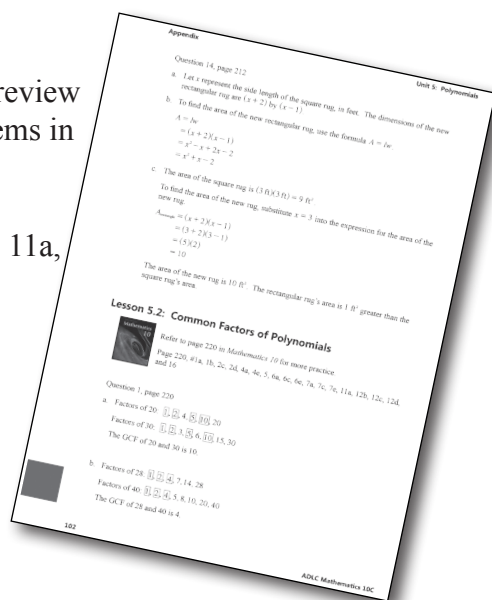 review
ems in
11a,
Appendix
Unit 5: Polynomials
Question 14, page 212
a. Let x represent the side length of the square rug, in feet. The dimensions of the new
rectangular rug are (x + 2) by (x − 1)
b. To find the area of the new rectangular rug, use the formula A = lw.
A = lw
= (x + 2)(x − 1)
= x² − x + 2x − 2
= x² + x − 2
c. The area of the square rug is (3 ft)(3 ft) = 9 ft²
To find the area of the new rug, substitute x = 3 into the expression for the area of the
new rug.
= (x + 2)(x − 1)
= (3 + 2)(3 − 1)
= (5)(2)
= 10
The area of the new rug is 10 ft². The rectangular rug's area is 1 ft² greater than the
square rug's area.
Lesson 5.2: Common Factors of Polynomials
Mathematics
10
Refer to page 220 in Mathematics 10 for more practice.
Page 220, #1a, 1b, 2c, 2d, 4a, 4e, 5, 6a, 6c, 6e, 7a, 7c, 7e, 11a, 12b, 12c, 12d,
and 16
Question 1, page 220
a. Factors of 20: 1, 2, 4, 5, 10, 20
Factors of 30: 1, 2, 3, 5, 6, 10, 15, 30
The GCF of 20 and 30 is 10.
b. Factors of 28: 1, 2, 4, 7, 14, 28
Factors of 40: 1, 2, 4, 5, 8, 10, 20, 40
The GCF of 28 and 40 is 4.
102
ADLC Mathematics 10C